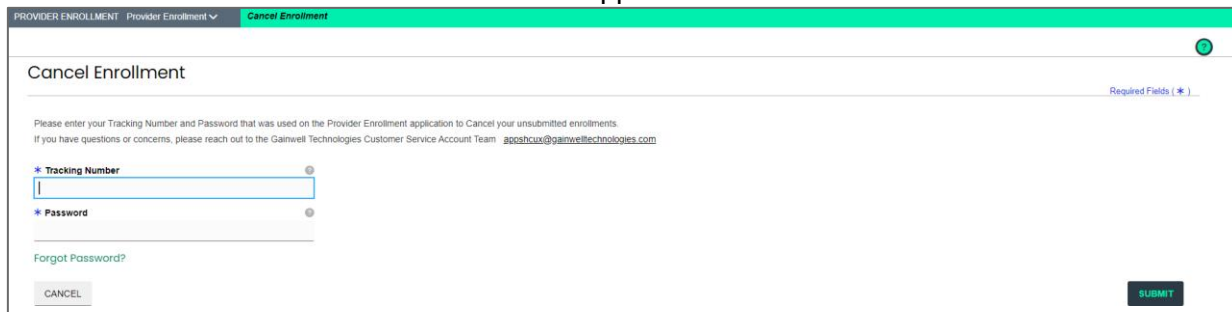 PROVIDER ENROLLMENT Provider Enrollment Cancel Enrollment
?
Cancel Enrollment
Required Fields ( * )
Please enter your Tracking Number and Password that was used on the Provider Enrollment application to Cancel your unsubmitted enrollments.
If you have questions or concerns, please reach out to the Gainwell Technologies Customer Service Account Team appshcux@gainwelltechnologies.com
* Tracking Number ?
* Password ?
Forgot Password?
CANCEL SUBMIT